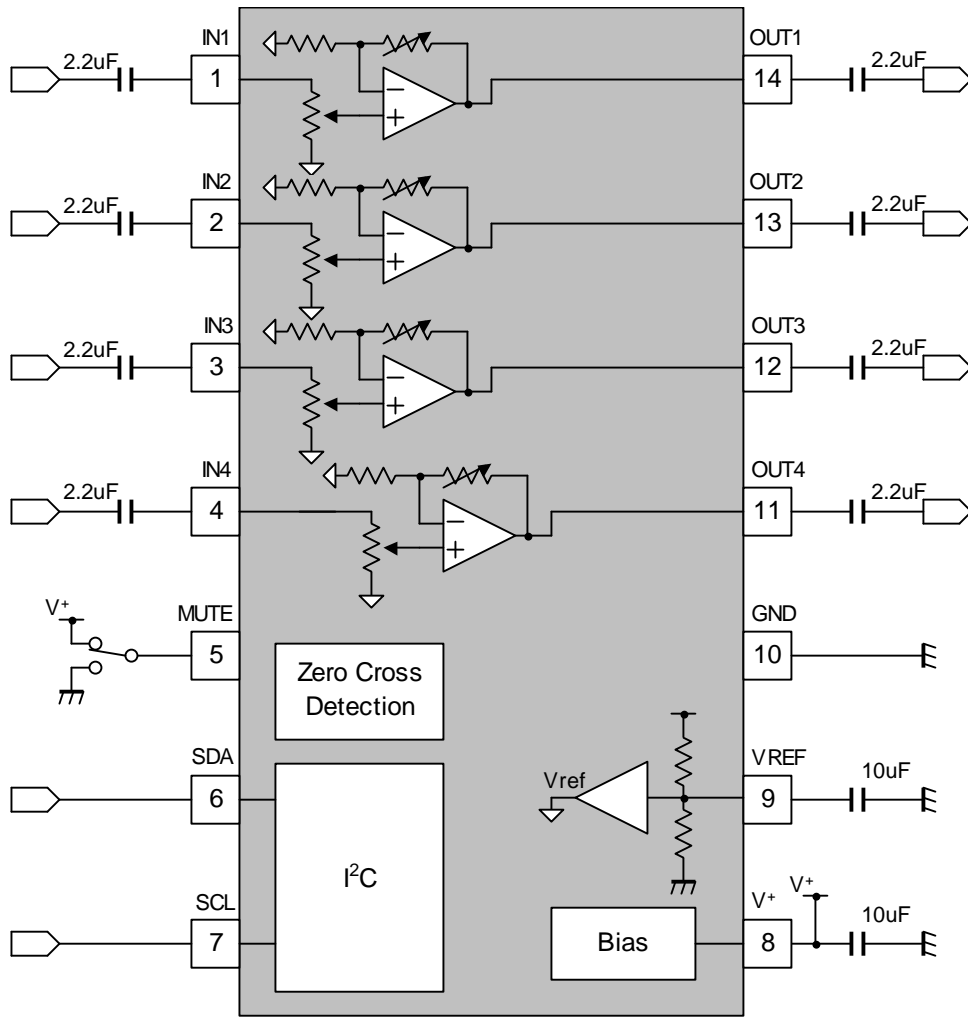 IN1
OUT1
2.2uF
1
14
2.2uF
−
+
IN2
OUT2
2.2uF
2
13
2.2uF
−
+
IN3
OUT3
2.2uF
3
12
2.2uF
−
+
IN4
OUT4
2.2uF
4
11
2.2uF
−
+
MUTE
GND
V+
5
10
Zero Cross
Detection
SDA
VREF
6
Vref
9
10uF
I²C
SCL
V+
V+
7
Bias
8
10uF